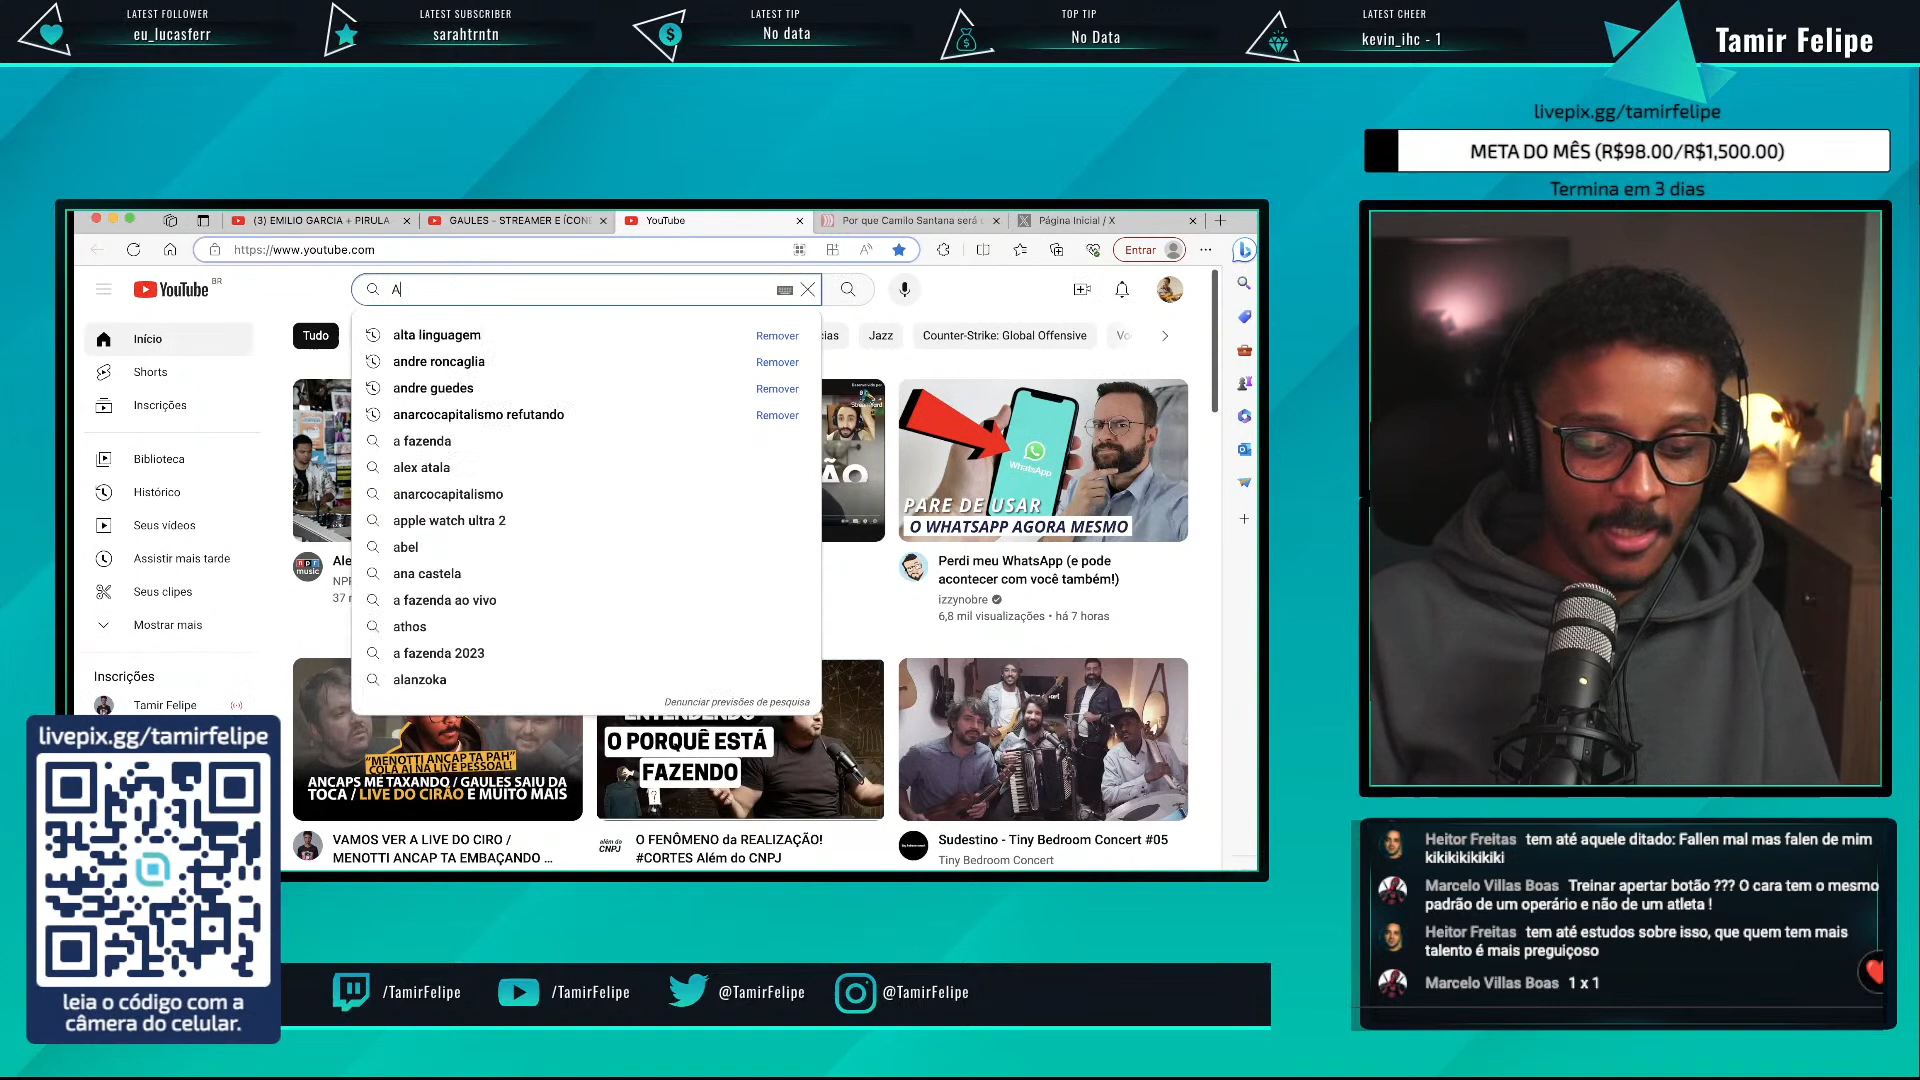 LATEST FOLLOWER
eu_lucasferr
LATEST SUBSCRIBER
sarahtrntn
LATEST TIP
No data
TOP TIP
No Data
LATEST CHEER
kevin_ihc - 1
Tamir Felipe
livepix.gg/tamirfelipe
META DO MÊS (R$98.00/R$1,500.00)
Termina em 3 dias
(3) EMILIO GARCIA + PIRULA
GAULES - STREAMER E ÍCONE
YouTube
Por que Camilo Santana será
Página Inicial / X
https://www.youtube.com
Entrar
YouTube BR
A
Início
Shorts
Inscrições
Biblioteca
Histórico
Seus vídeos
Assistir mais tarde
Seus clipes
Mostrar mais
Inscrições
Tamir Felipe
Tudo
Jazz
Counter-Strike: Global Offensive
alta linguagem Remover
andre roncaglia Remover
andre guedes Remover
anarcocapitalismo refutando Remover
a fazenda
alex atala
anarcocapitalismo
apple watch ultra 2
abel
ana castela
a fazenda ao vivo
athos
a fazenda 2023
alanzoka
Denunciar previsões de pesquisa
npr
music
Ale
NPR
37 m
ÃO
WhatsApp
PARE DE USAR
O WHATSAPP AGORA MESMO
Perdi meu WhatsApp (e pode
acontecer com você também!)
izzynobre
6,8 mil visualizações • há 7 horas
"MENOTTI ANCAP TA PAH"
COLA AI NA LIVE PESSOAL!
ANCAPS ME TAXANDO / GAULES SAIU DA
TOCA / LIVE DO CIRÃO E MUITO MAIS
VAMOS VER A LIVE DO CIRO /
MENOTTI ANCAP TA EMBAÇANDO ...
ENTENDENDO
O PORQUÊ ESTÁ
FAZENDO
além do
CNPJ
O FENÔMENO da REALIZAÇÃO!
#CORTES Além do CNPJ
Sudestino - Tiny Bedroom Concert #05
Tiny Bedroom Concert
livepix.gg/tamirfelipe
leia o código com a
câmera do celular.
/TamirFelipe
/TamirFelipe
@TamirFelipe
@TamirFelipe
Heitor Freitas tem até aquele ditado: Fallen mal mas falen de mim
kikikikikikiki
Marcelo Villas Boas Treinar apertar botão ??? O cara tem o mesmo
padrão de um operário e não de um atleta !
Heitor Freitas tem até estudos sobre isso, que quem tem mais
talento é mais preguiçoso
Marcelo Villas Boas 1 x 1